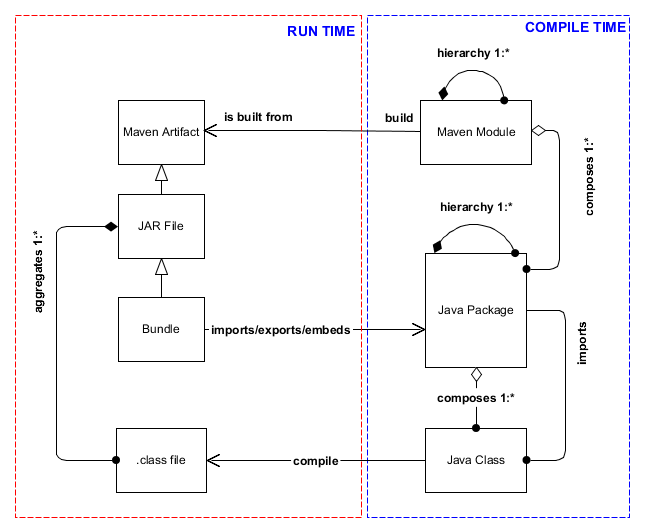 RUN TIME
COMPILE TIME
hierarchy 1:*
Maven Artifact
is built from
build
Maven Module
composes 1:*
JAR File
hierarchy 1:*
aggregates 1:*
Bundle
imports/exports/embeds
Java Package
imports
composes 1:*
.class file
compile
Java Class